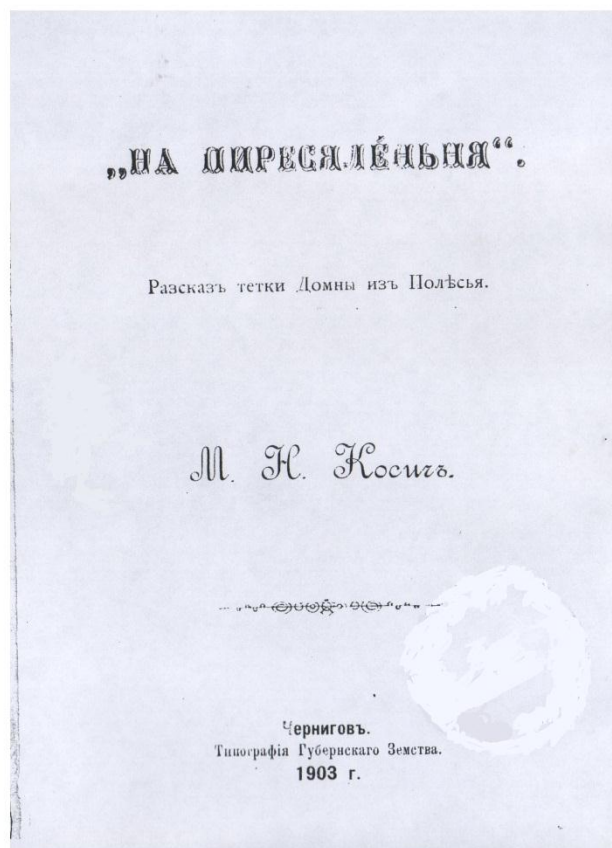 „НА ПИРЕСЯЛЕ́НЬНЯ“.
Разсказъ тетки Домны изъ Полѣсья.
М. Н. Косичъ.
Черниговъ.
Типографія Губернскаго Земства.
1903 г.